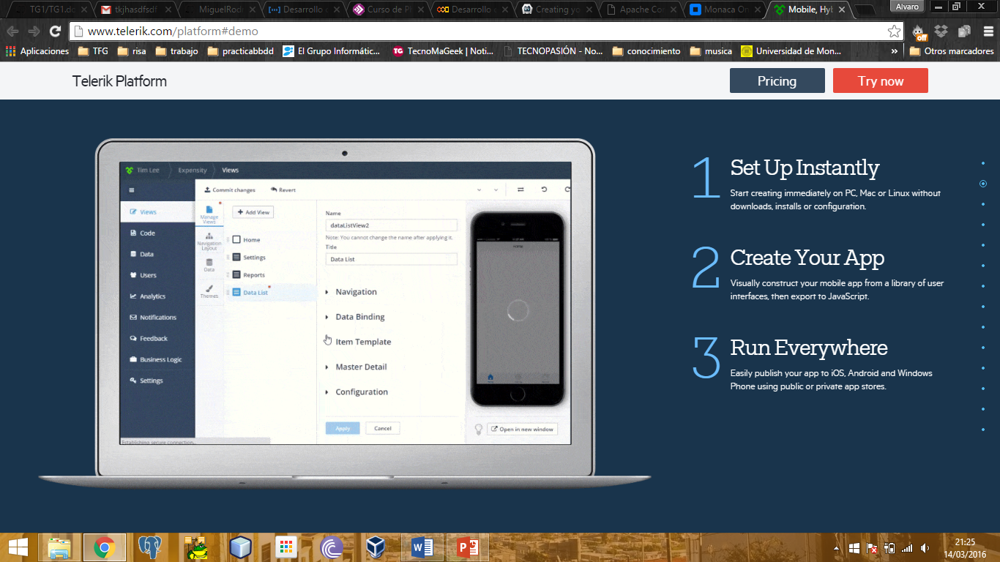 TG1/TG1.do
tkjhasdfsdf
MiguelRodr
Desarrollo d
Curso de Pl
Desarrollo
Creating yo
Apache Cor
Monaca On
Mobile, Hyb
Alvaro
www.telerik.com/platform#demo
off
Aplicaciones
TFG
risa
trabajo
practicabbdd
El Grupo Informátic...
TG TecnoMaGeek | Noti...
TECNOPASIÓN - No...
conocimiento
musica
Universidad de Mon...
»
Otros marcadores
Telerik Platform
Pricing
Try now
Tim Lee
Expensity
Views
Commit changes
Revert
Views
Code
Data
Users
Analytics
Notifications
Feedback
Business Logic
Settings
Manage
Views
Navigation
Layout
Data
Themes
+ Add View
Home
Settings
Reports
Data List
Name
dataListView2
Note: You cannot change the name after applying it.
Title
Data List
Navigation
Data Binding
Item Template
Master Detail
Configuration
Apply
Cancel
Open in new window
Establishing secure connection...
1 Set Up Instantly
Start creating immediately on PC, Mac or Linux without
downloads, installs or configuration.
2 Create Your App
Visually construct your mobile app from a library of user
interfaces, then export to JavaScript.
3 Run Everywhere
Easily publish your app to iOS, Android and Windows
Phone using public or private app stores.
21:25
14/03/2016